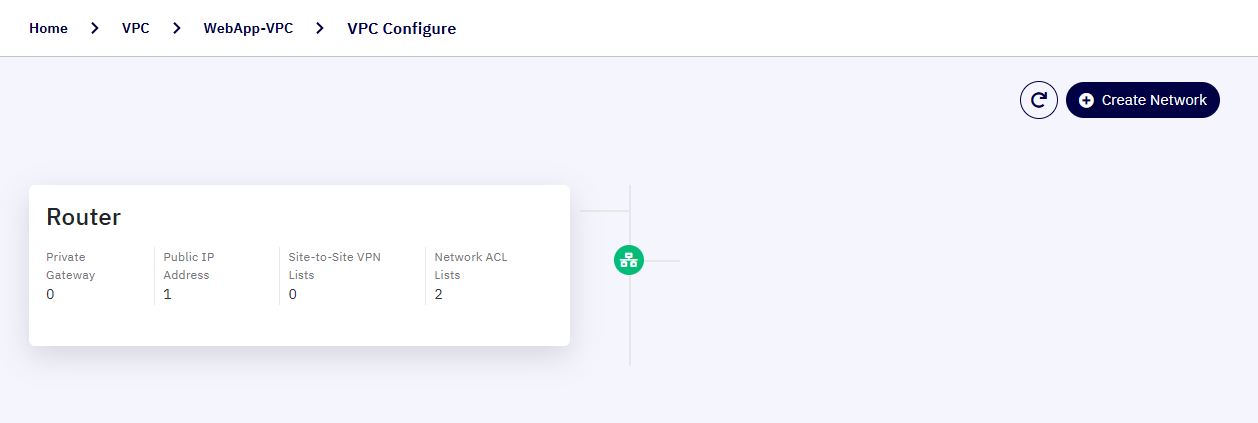 Home > VPC > WebApp-VPC > VPC Configure
Create Network
Router
Private Gateway
0
Public IP Address
1
Site-to-Site VPN Lists
0
Network ACL Lists
2